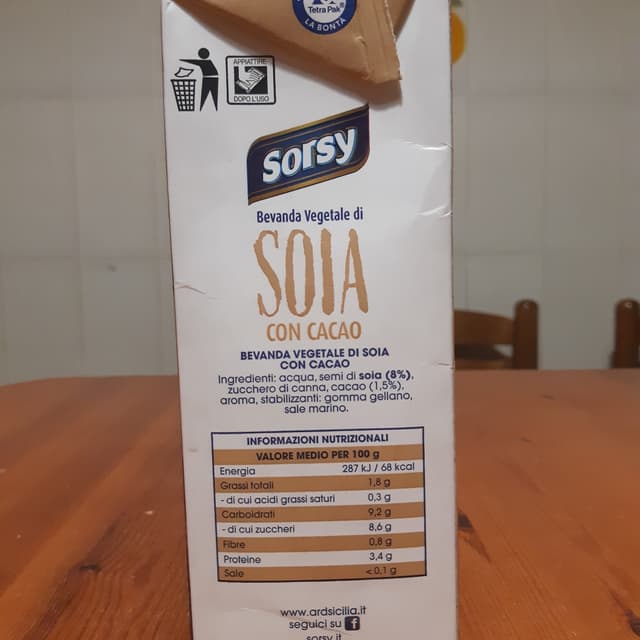 Tetra Pak®
LA BONTÀ
APPIATTIRE
DOPO L'USO
sorsy
Bevanda Vegetale di
SOIA
CON CACAO
BEVANDA VEGETALE DI SOIA
CON CACAO
Ingredienti: acqua, semi di soia (8%),
zucchero di canna, cacao (1,5%),
aroma, stabilizzanti: gomma gellano,
sale marino.
INFORMAZIONI NUTRIZIONALI
VALORE MEDIO PER 100 g
Energia 287 kJ / 68 kcal
Grassi totali 1,8 g
- di cui acidi grassi saturi 0,3 g
Carboidrati 9,2 g
- di cui zuccheri 8,6 g
Fibre 0,8 g
Proteine 3,4 g
Sale <0,1 g
www.ardsicilia.it
seguici su f
sorsy.it